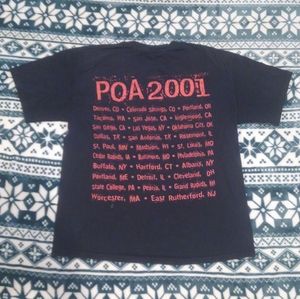 POA 2001
Denver, CO • Colorado Springs, CO • Portland, OR
Tacoma, WA • San Jose, CA • Inglewood, CA
San Diego, CA • Las Vegas, NV • Oklahoma City, OK
Dallas, TX • San Antonio, TX • Rosemont, IL
St. Paul, MN • Madison, WI • St. Louis, MO
Cedar Rapids, IA • Baltimore, MD • Philadelphia, PA
Buffalo, NY • Hartford, CT • Albany, NY
Portland, ME • Detroit, MI • Cleveland, OH
State College, PA • Peoria, IL • Grand Rapids, MI
Worcester, MA • East Rutherford, NJ